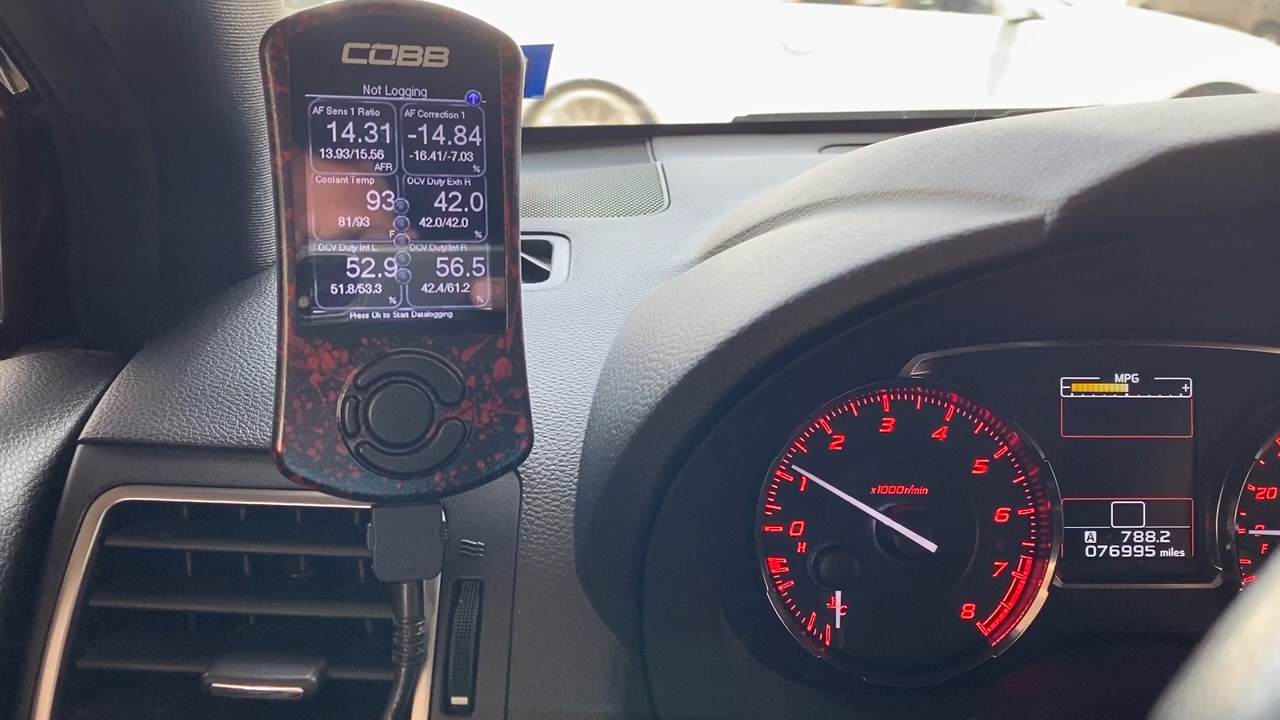 COBB
Not Logging
AF Sens 1 Ratio
14.31
13.93/15.56
AFR
AF Correction 1
-14.84
-16.41/-7.03
%
Coolant Temp
93
81/93
F
OCV Duty Exh R
42.0
42.0/42.0
%
OCV Duty Int L
52.9
51.8/53.3
%
OCV Duty Int R
56.5
42.4/61.2
%
Press Ok to Start Datalogging
0
1
2
3
4
5
6
7
8
x1000r/min
H
C
MPG
- +
A 788.2
076995 miles
20
F